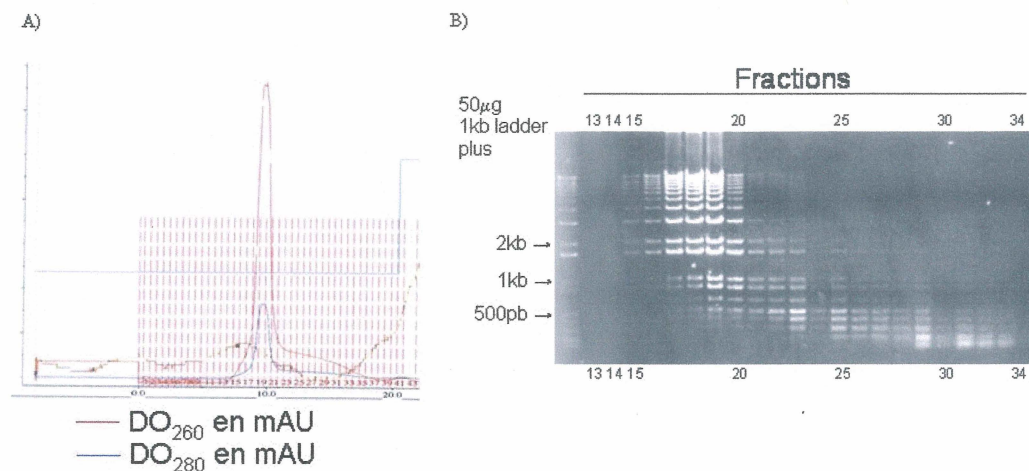 A)
0.0 10.0 20.0
DO260 en mAU
DO280 en mAU
B)
Fractions
50µg
1kb ladder
plus
13 14 15 20 25 30 34
2kb →
1kb →
500pb →
13 14 15 20 25 30 34